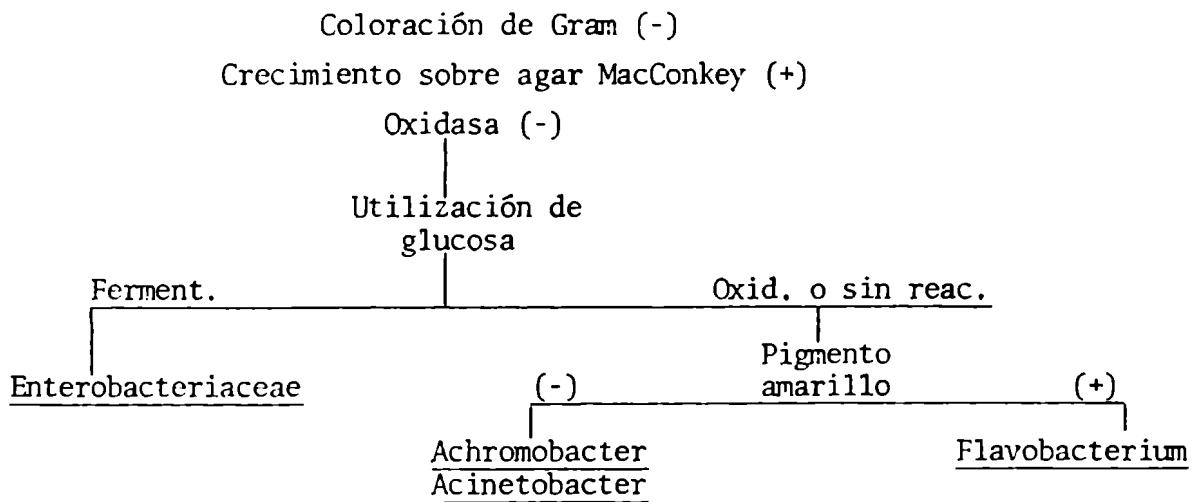 Coloración de Gram (-)
Crecimiento sobre agar MacConkey (+)
Oxidasa (-)
Utilización de
glucosa
Ferment.
Oxid. o sin reac.
Pigmento
amarillo
Enterobacteriaceae
(-)
(+)
Achromobacter
Acinetobacter
Flavobacterium